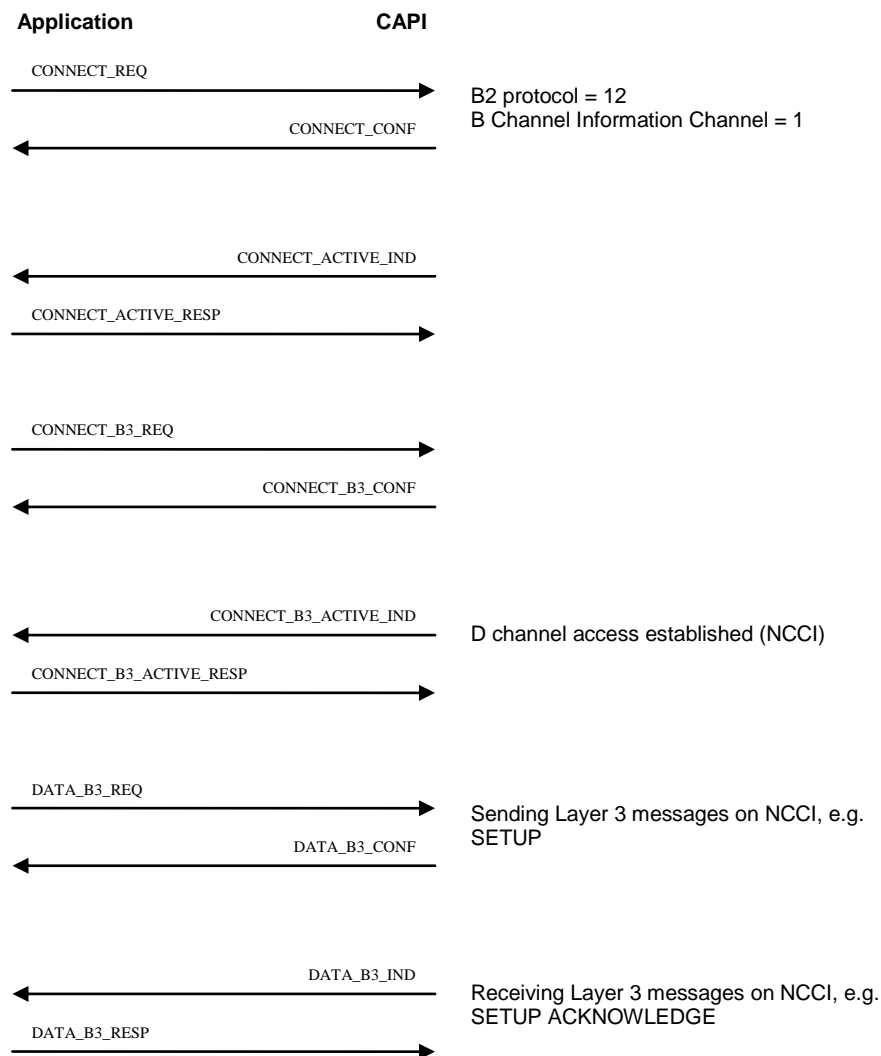 Application CAPI
CONNECT_REQ
B2 protocol = 12
B Channel Information Channel = 1
CONNECT_CONF
CONNECT_ACTIVE_IND
CONNECT_ACTIVE_RESP
CONNECT_B3_REQ
CONNECT_B3_CONF
CONNECT_B3_ACTIVE_IND
D channel access established (NCCI)
CONNECT_B3_ACTIVE_RESP
DATA_B3_REQ
Sending Layer 3 messages on NCCI, e.g.
SETUP
DATA_B3_CONF
DATA_B3_IND
Receiving Layer 3 messages on NCCI, e.g.
SETUP ACKNOWLEDGE
DATA_B3_RESP